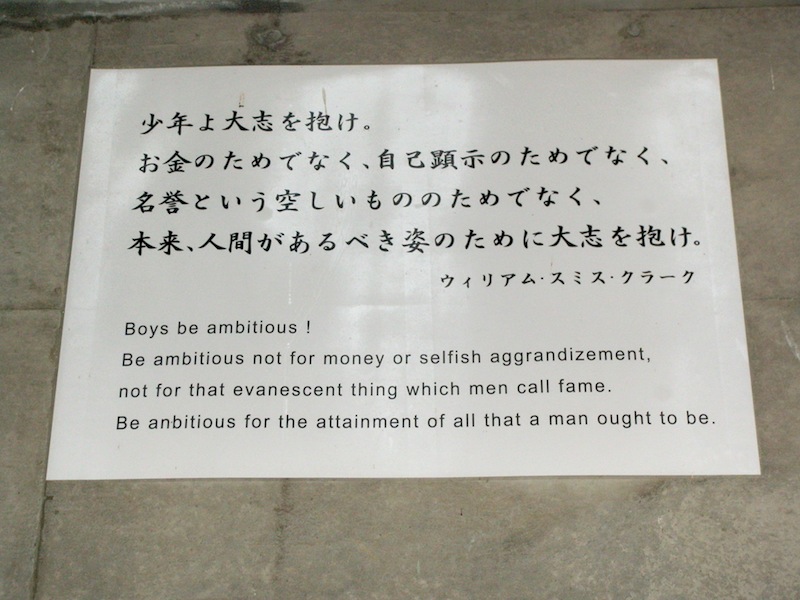 少年よ大志を抱け。
お金のためでなく、自己顕示のためでなく、
名誉という空しいもののためでなく、
本来、人間があるべき姿のために大志を抱け。
ウィリアム・スミス・クラーク
Boys be ambitious !
Be ambitious not for money or selfish aggrandizement,
not for that evanescent thing which men call fame.
Be anbitious for the attainment of all that a man ought to be.